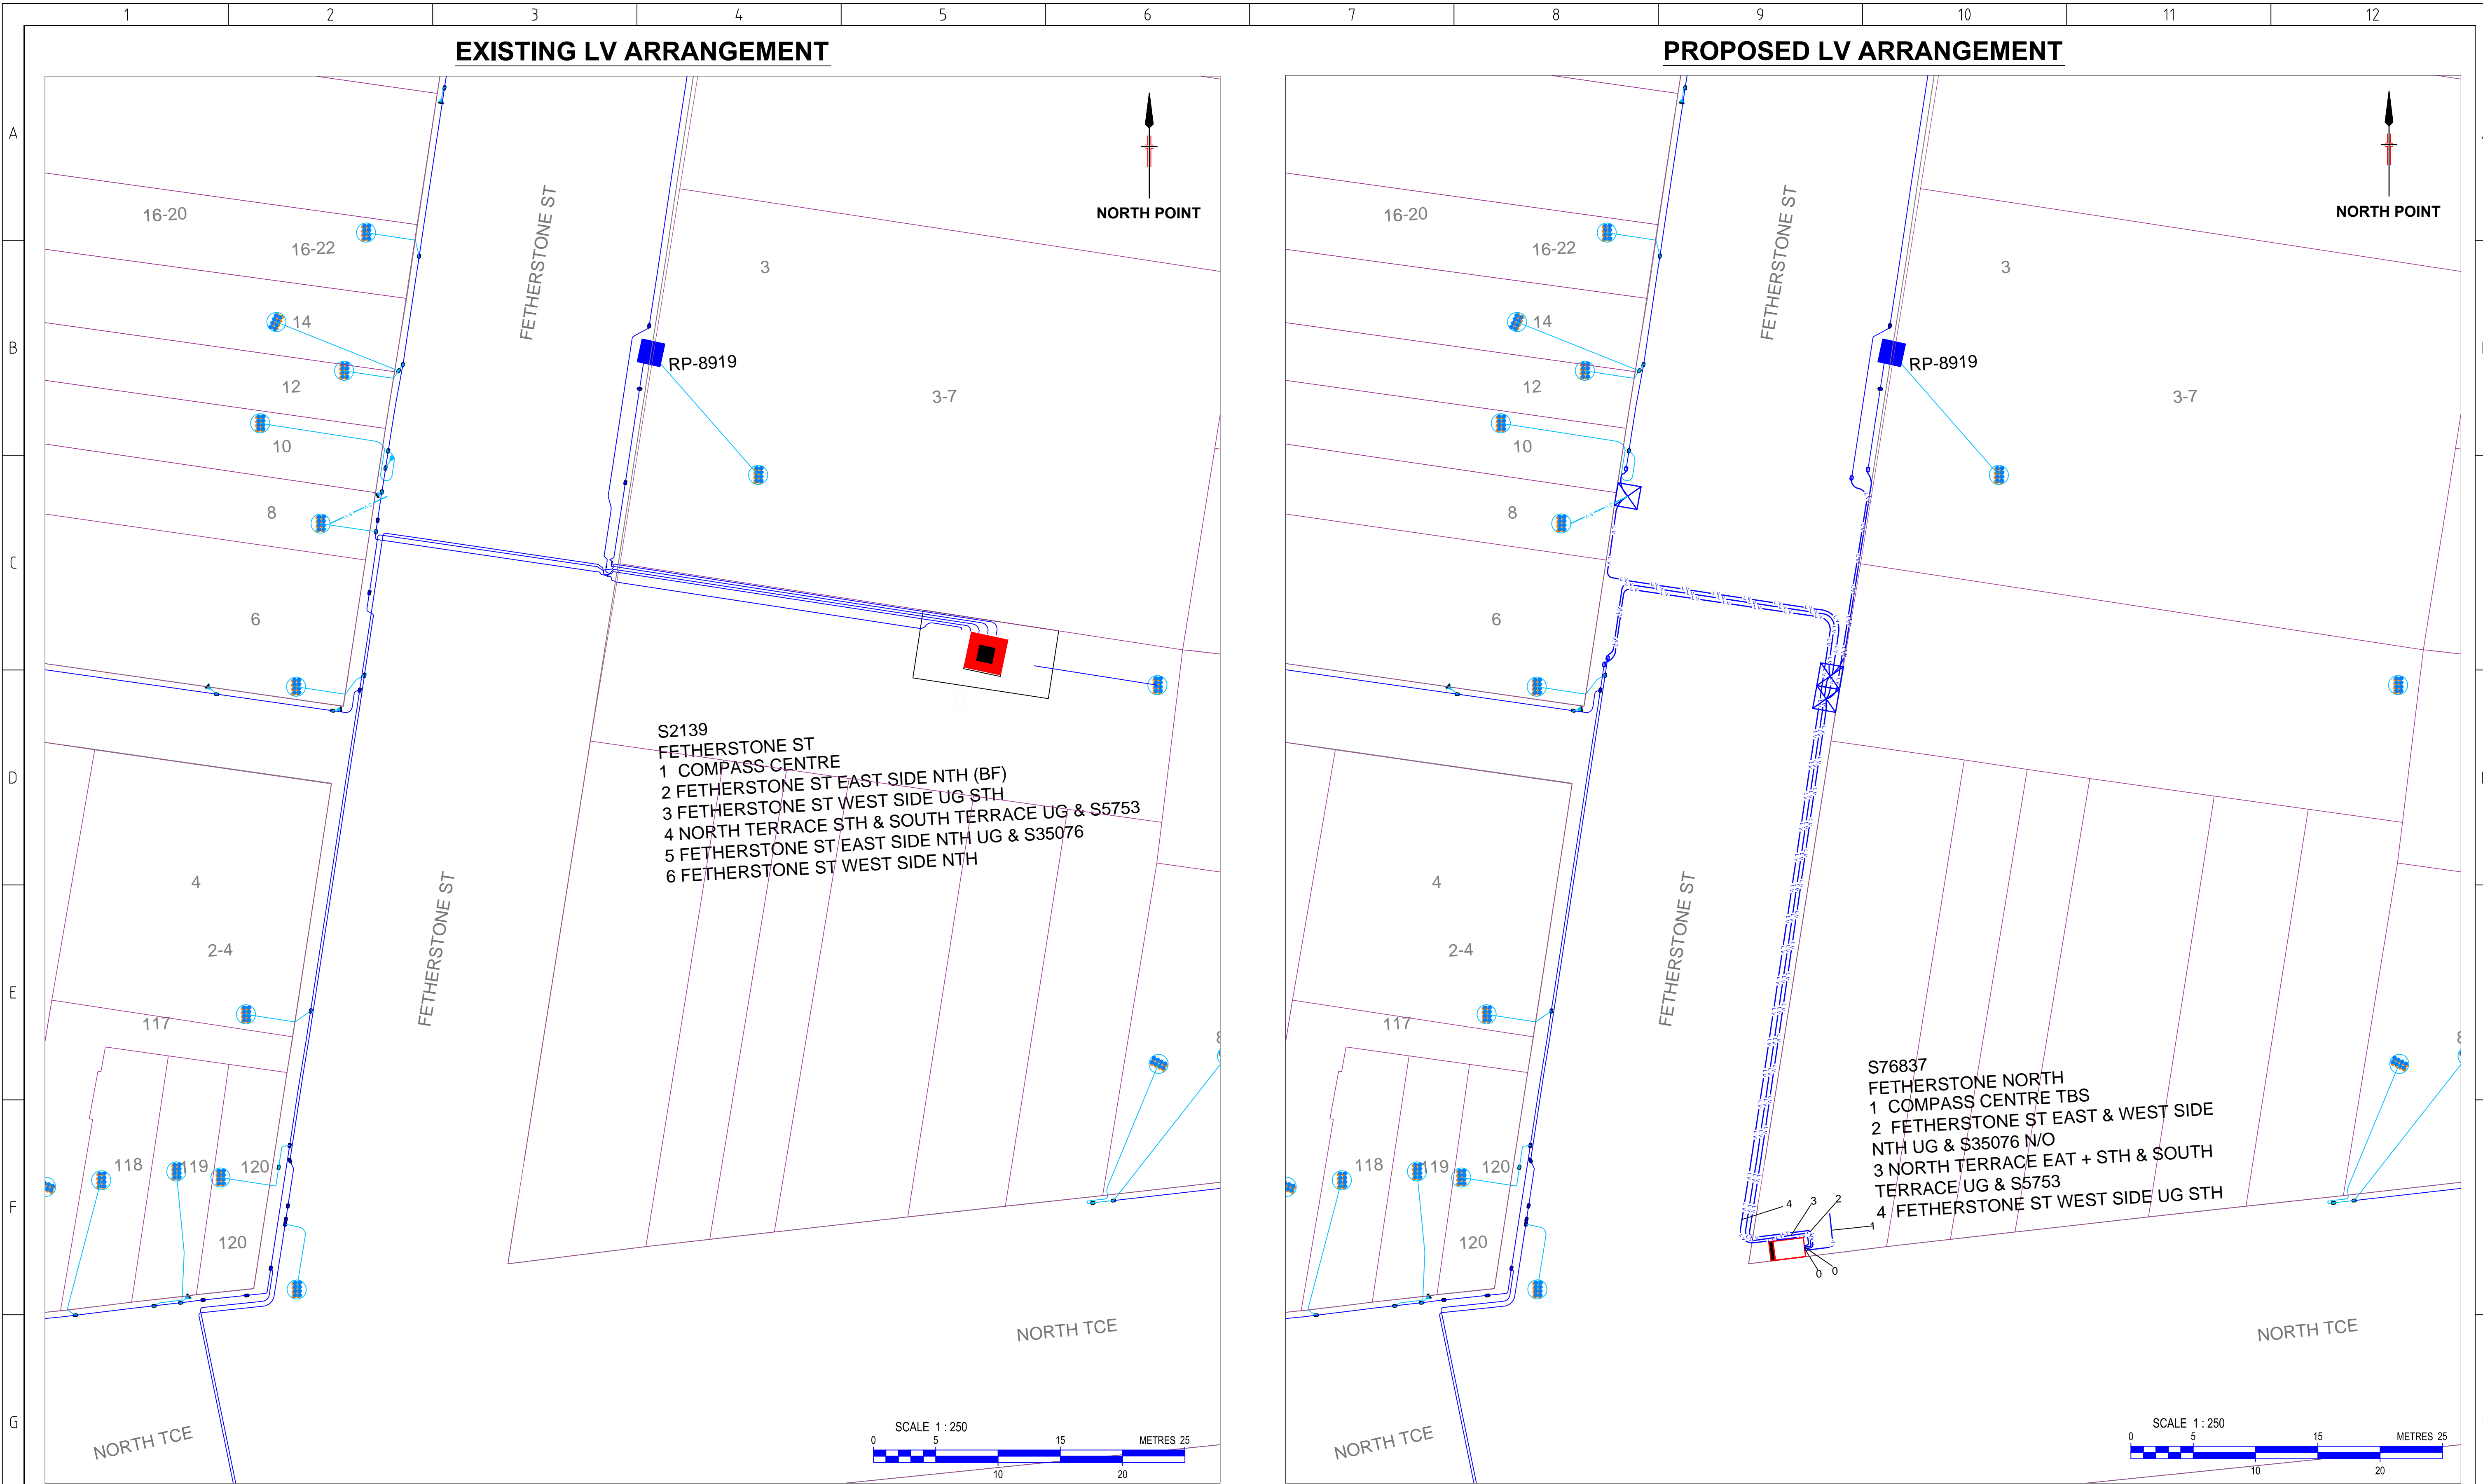 1 2 3 4 5 6 7 8 9 10 11 12
A
B
C
D
E
F
G
EXISTING LV ARRANGEMENT
NORTH POINT
16-20
16-22
FETHERSTONE ST
3
14
RP-8919
12
3-7
10
8
6
S2139
FETHERSTONE ST
1 COMPASS CENTRE
2 FETHERSTONE ST EAST SIDE NTH (BF)
3 FETHERSTONE ST WEST SIDE UG STH
4 NORTH TERRACE STH & SOUTH TERRACE UG & S5753
5 FETHERSTONE ST EAST SIDE NTH UG & S35076
6 FETHERSTONE ST WEST SIDE NTH
4
FETHERSTONE ST
2-4
117
118
119
120
120
NORTH TCE
NORTH TCE
SCALE 1 : 250
0 5 15 METRES 25
10 20
PROPOSED LV ARRANGEMENT
NORTH POINT
16-20
16-22
FETHERSTONE ST
3
14
RP-8919
12
3-7
10
8
6
4
FETHERSTONE ST
2-4
117
S76837
FETHERSTONE NORTH
1 COMPASS CENTRE TBS
2 FETHERSTONE ST EAST & WEST SIDE
NTH UG & S35076 N/O
3 NORTH TERRACE EAT + STH & SOUTH
TERRACE UG & S5753
4 FETHERSTONE ST WEST SIDE UG STH
118
119
120
4 3 2
1
0 0
120
NORTH TCE
NORTH TCE
SCALE 1 : 250
0 5 15 METRES 25
10 20